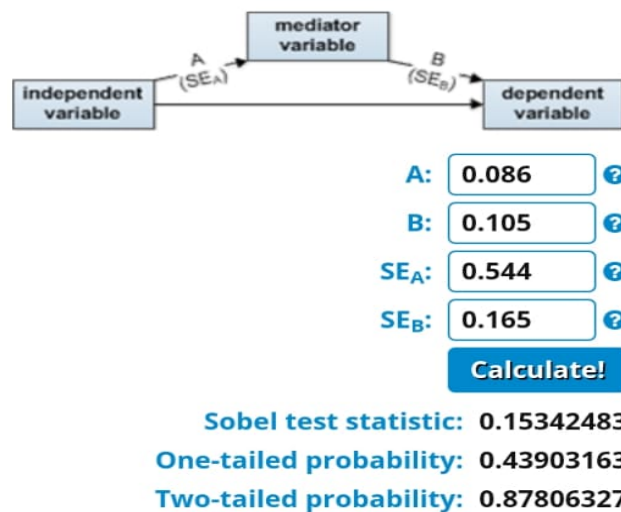 mediator
variable
A
(SEA)
B
(SEB)
independent
variable
dependent
variable
A: 0.086 ?
B: 0.105 ?
SEA: 0.544 ?
SEB: 0.165 ?
Calculate!
Sobel test statistic: 0.15342483
One-tailed probability: 0.43903163
Two-tailed probability: 0.87806327